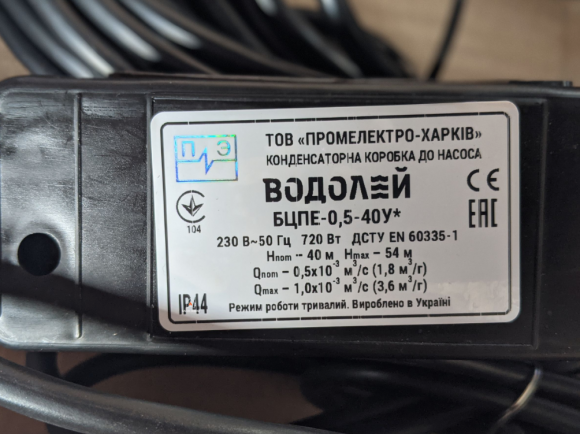 ПЭ
ТОВ «ПРОМЕЛЕКТРО-ХАРКІВ»
КОНДЕНСАТОРНА КОРОБКА ДО НАСОСА
ВОДОЛЕЙ
БЦПЕ-0,5-40У*
CE
EAC
104
230 В~50 Гц 720 Вт ДСТУ EN 60335-1
Hnom – 40 м Hmax – 54 м
Qnom – 0,5х10⁻³ м³/с (1,8 м³/г)
Qmax – 1,0х10⁻³ м³/с (3,6 м³/г)
IP44
Режим роботи тривалий. Вироблено в Україні